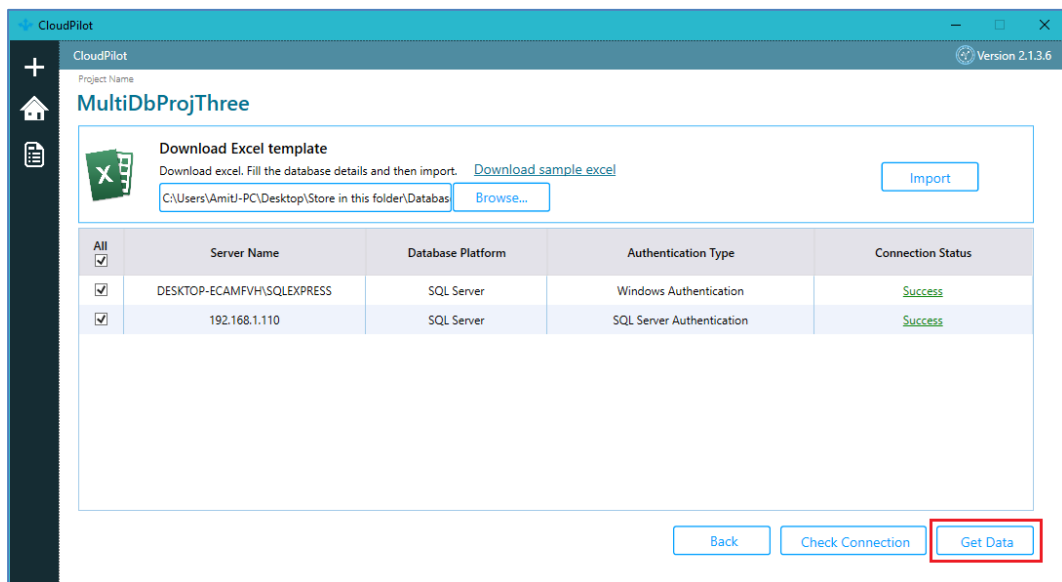 CloudPilot
CloudPilot
Version 2.1.3.6
Project Name
MultiDbProjThree
Download Excel template
Download excel. Fill the database details and then import. Download sample excel
C:\Users\AmitJ-PC\Desktop\Store in this folder\Databas
Browse...
Import
All Server Name Database Platform Authentication Type Connection Status
DESKTOP-ECAMFVH\SQLEXPRESS SQL Server Windows Authentication Success
192.168.1.110 SQL Server SQL Server Authentication Success
Back Check Connection Get Data